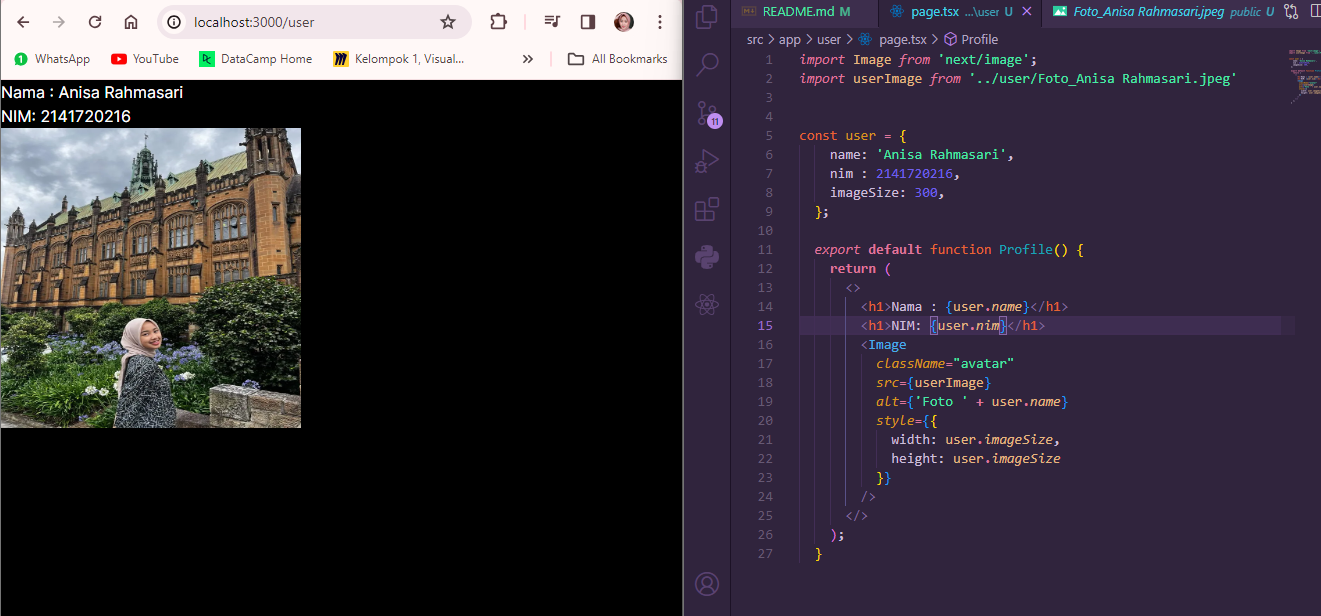 localhost:3000/user
WhatsApp YouTube DataCamp Home Kelompok 1, Visual... » All Bookmarks
Nama : Anisa Rahmasari
NIM: 2141720216
README.md M page.tsx ...\user U Foto_Anisa Rahmasari.jpeg public U
src > app > user > page.tsx > Profile
11
1 import Image from 'next/image';
2 import userImage from '../user/Foto_Anisa Rahmasari.jpeg'
3
4
5 const user = {
6 name: 'Anisa Rahmasari',
7 nim : 2141720216,
8 imageSize: 300,
9 };
10
11 export default function Profile() {
12 return (
13 <>
14 <h1>Nama : {user.name}</h1>
15 <h1>NIM: {user.nim}</h1>
16 <Image
17 className="avatar"
18 src={userImage}
19 alt={'Foto ' + user.name}
20 style={{
21 width: user.imageSize,
22 height: user.imageSize
23 }}
24 />
25 </>
26 );
27 }